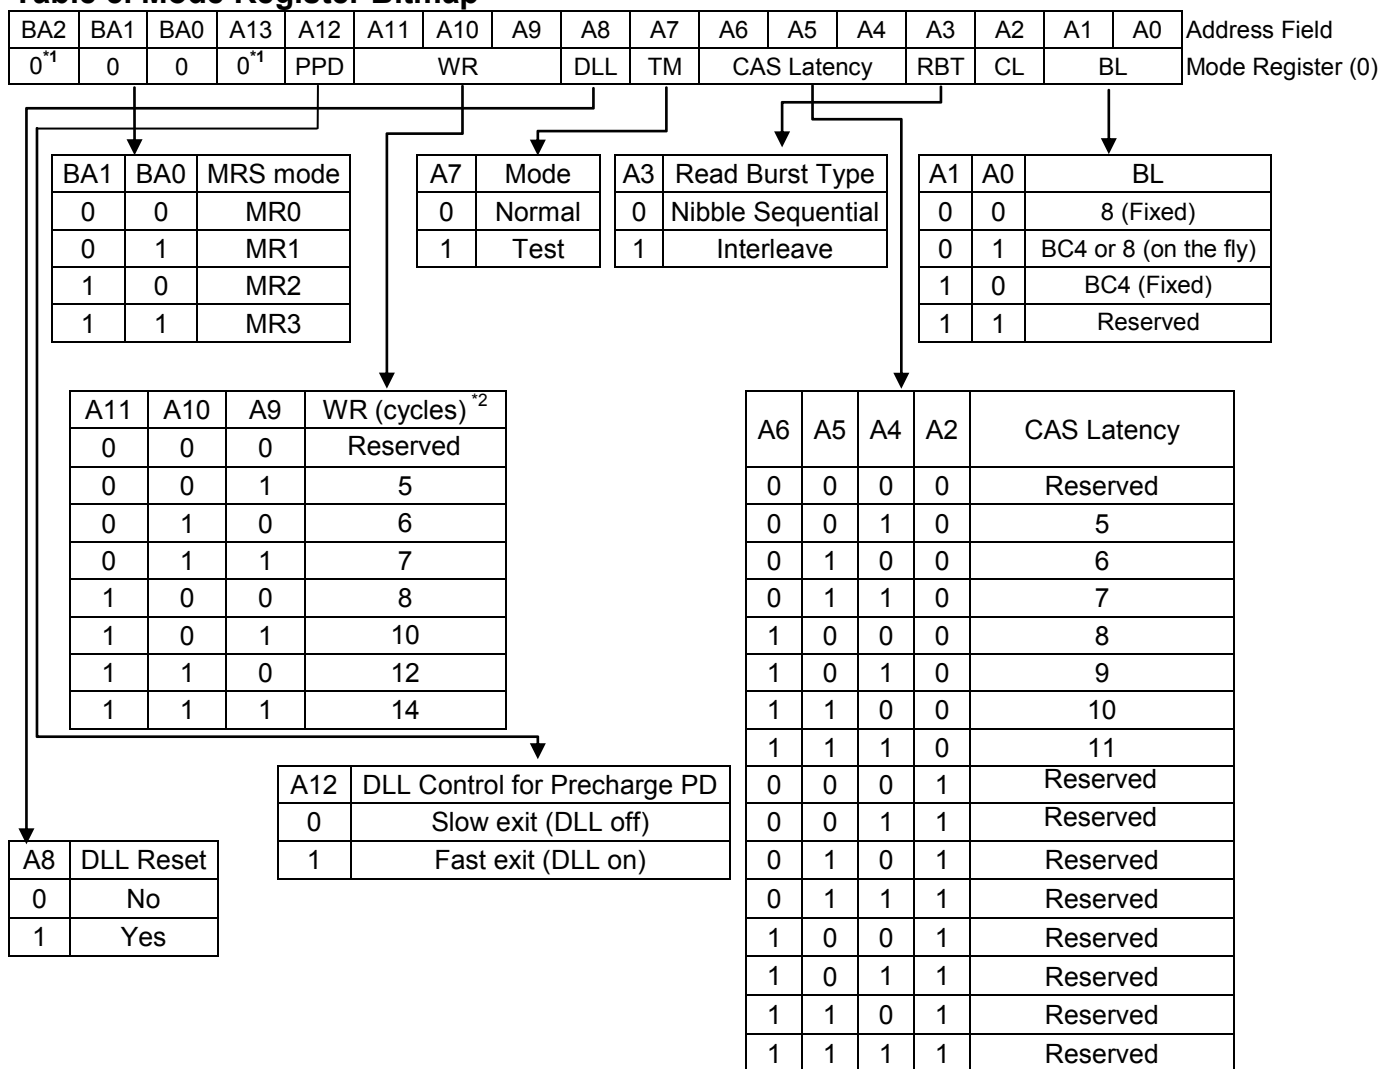 Table 6. Mode Register Bitmap
BA2 BA1 BA0 A13 A12 A11 A10 A9 A8 A7 A6 A5 A4 A3 A2 A1 A0 Address Field
0*1 0 0 0*1 PPD WR DLL TM CAS Latency RBT CL BL Mode Register (0)
BA1 BA0 MRS mode
0 0 MR0
0 1 MR1
1 0 MR2
1 1 MR3
A7 Mode
0 Normal
1 Test
A3 Read Burst Type
0 Nibble Sequential
1 Interleave
A1 A0 BL
0 0 8 (Fixed)
0 1 BC4 or 8 (on the fly)
1 0 BC4 (Fixed)
1 1 Reserved
A11 A10 A9 WR (cycles) *2
0 0 0 Reserved
0 0 1 5
0 1 0 6
0 1 1 7
1 0 0 8
1 0 1 10
1 1 0 12
1 1 1 14
A6 A5 A4 A2 CAS Latency
0 0 0 0 Reserved
0 0 1 0 5
0 1 0 0 6
0 1 1 0 7
1 0 0 0 8
1 0 1 0 9
1 1 0 0 10
1 1 1 0 11
0 0 0 1 Reserved
0 0 1 1 Reserved
0 1 0 1 Reserved
0 1 1 1 Reserved
1 0 0 1 Reserved
1 0 1 1 Reserved
1 1 0 1 Reserved
1 1 1 1 Reserved
A12 DLL Control for Precharge PD
0 Slow exit (DLL off)
1 Fast exit (DLL on)
A8 DLL Reset
0 No
1 Yes